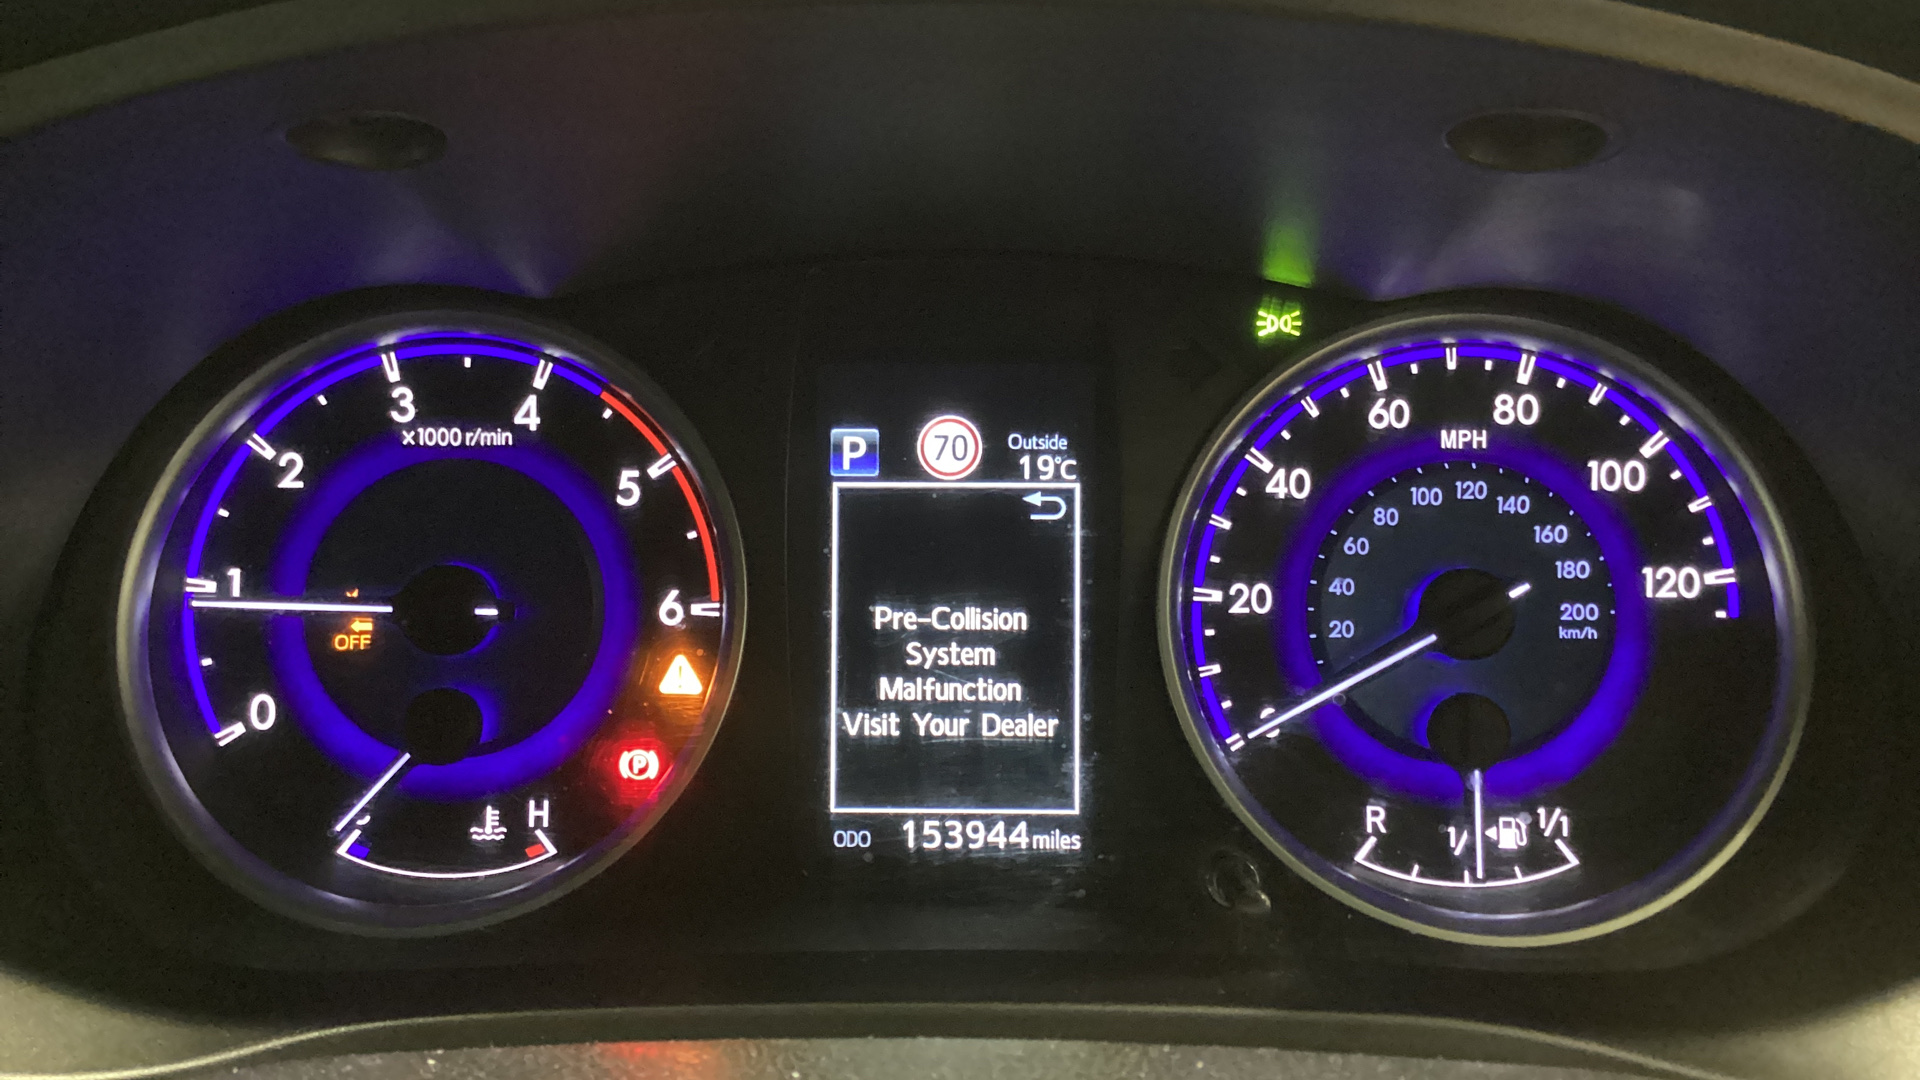 0
1
2
3
4
5
6
x1000 r/min
OFF
P
H
P
70
Outside
19°C
Pre-Collision
System
Malfunction
Visit Your Dealer
ODO 153944 miles
20
40
60
80
100
120
MPH
20
40
60
80
100
120
140
160
180
200
km/h
R
1/
1/1